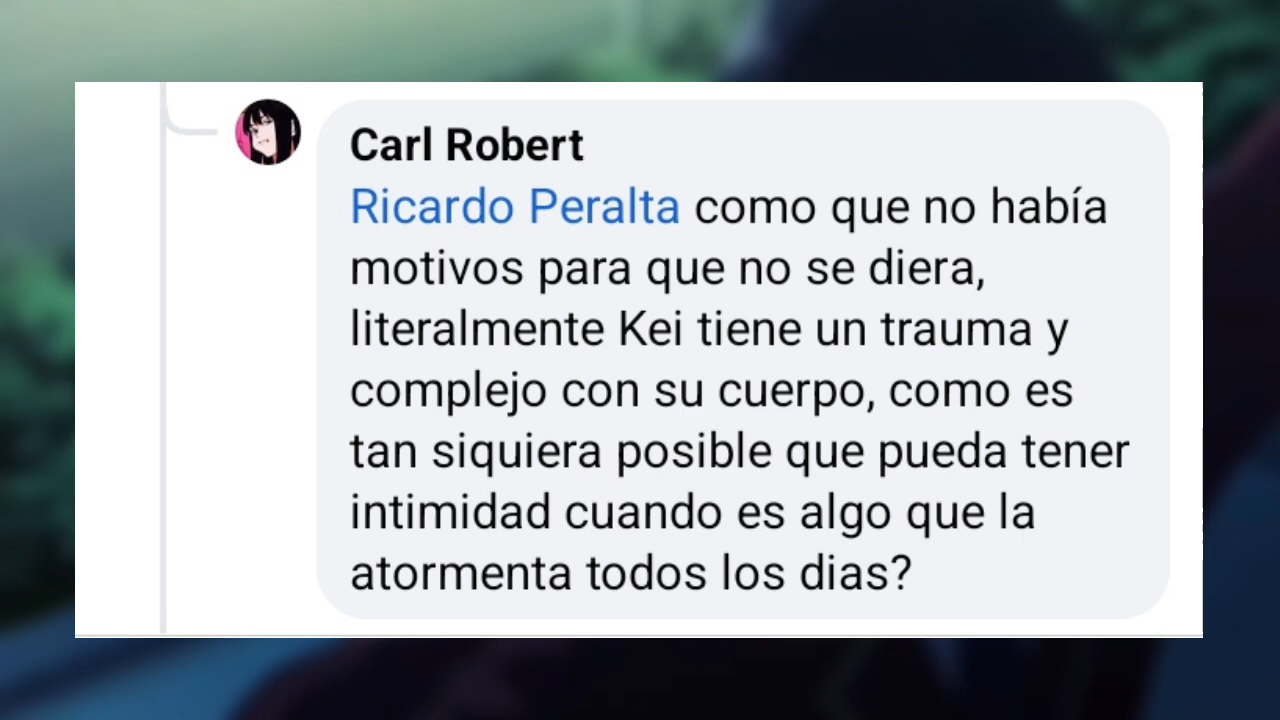 Carl Robert
Ricardo Peralta como que no había
motivos para que no se diera,
literalmente Kei tiene un trauma y
complejo con su cuerpo, como es
tan siquiera posible que pueda tener
intimidad cuando es algo que la
atormenta todos los dias?